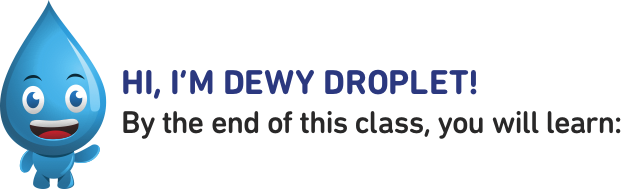 HI, I'M DEWY DROPLET!
By the end of this class, you will learn: